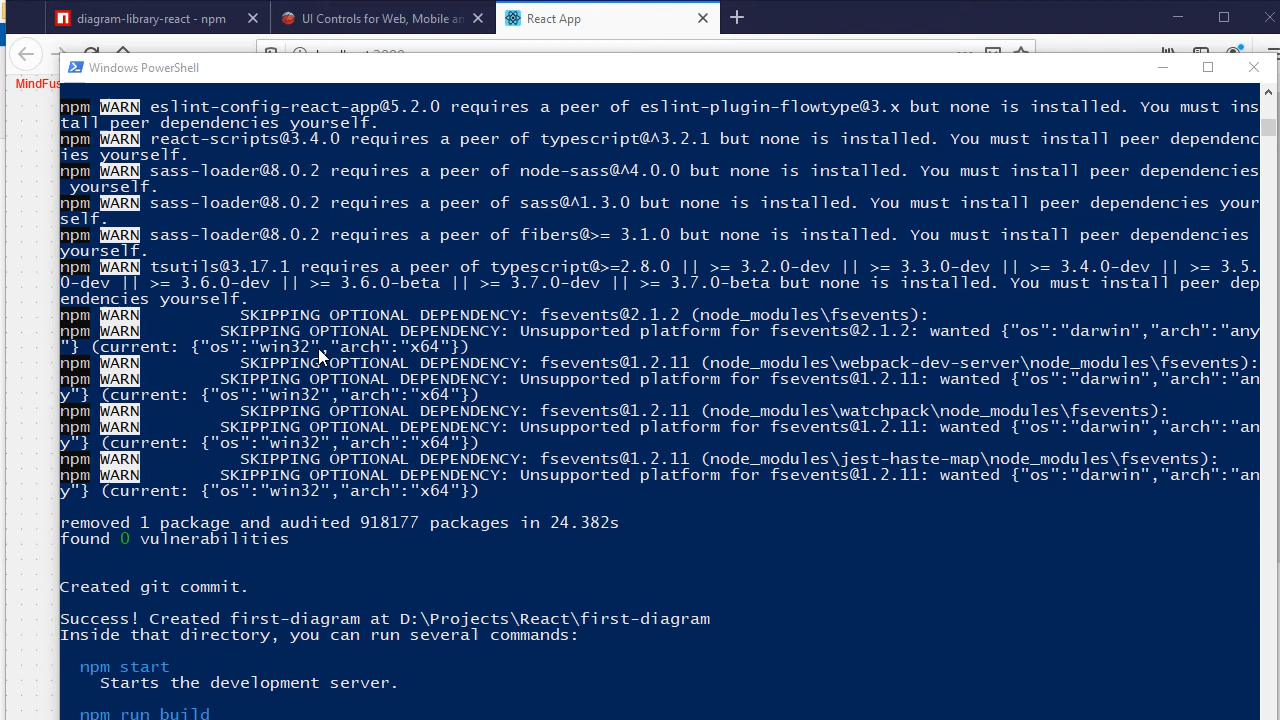 diagram-library-react - npm
UI Controls for Web, Mobile an
React App
MindFus
Windows PowerShell
npm WARN eslint-config-react-app@5.2.0 requires a peer of eslint-plugin-flowtype@3.x but none is installed. You must ins
tall peer dependencies yourself.
npm WARN react-scripts@3.4.0 requires a peer of typescript@^3.2.1 but none is installed. You must install peer dependenc
ies yourself.
npm WARN sass-loader@8.0.2 requires a peer of node-sass@^4.0.0 but none is installed. You must install peer dependencies
yourself.
npm WARN sass-loader@8.0.2 requires a peer of sass@^1.3.0 but none is installed. You must install peer dependencies your
self.
npm WARN sass-loader@8.0.2 requires a peer of fibers@>= 3.1.0 but none is installed. You must install peer dependencies
yourself.
npm WARN tsutils@3.17.1 requires a peer of typescript@>=2.8.0 || >= 3.2.0-dev || >= 3.3.0-dev || >= 3.4.0-dev || >= 3.5.
0-dev || >= 3.6.0-dev || >= 3.6.0-beta || >= 3.7.0-dev || >= 3.7.0-beta but none is installed. You must install peer dep
endencies yourself.
npm WARN SKIPPING OPTIONAL DEPENDENCY: fsevents@2.1.2 (node_modules\fsevents):
npm WARN SKIPPING OPTIONAL DEPENDENCY: Unsupported platform for fsevents@2.1.2: wanted {"os":"darwin","arch":"any
"} (current: {"os":"win32","arch":"x64"})
npm WARN SKIPPING OPTIONAL DEPENDENCY: fsevents@1.2.11 (node_modules\webpack-dev-server\node_modules\fsevents):
npm WARN SKIPPING OPTIONAL DEPENDENCY: Unsupported platform for fsevents@1.2.11: wanted {"os":"darwin","arch":"an
y"} (current: {"os":"win32","arch":"x64"})
npm WARN SKIPPING OPTIONAL DEPENDENCY: fsevents@1.2.11 (node_modules\watchpack\node_modules\fsevents):
npm WARN SKIPPING OPTIONAL DEPENDENCY: Unsupported platform for fsevents@1.2.11: wanted {"os":"darwin","arch":"an
y"} (current: {"os":"win32","arch":"x64"})
npm WARN SKIPPING OPTIONAL DEPENDENCY: fsevents@1.2.11 (node_modules\jest-haste-map\node_modules\fsevents):
npm WARN SKIPPING OPTIONAL DEPENDENCY: Unsupported platform for fsevents@1.2.11: wanted {"os":"darwin","arch":"an
y"} (current: {"os":"win32","arch":"x64"})
removed 1 package and audited 918177 packages in 24.382s
found 0 vulnerabilities
Created git commit.
Success! Created first-diagram at D:\Projects\React\first-diagram
Inside that directory, you can run several commands:
npm start
Starts the development server.
npm run build